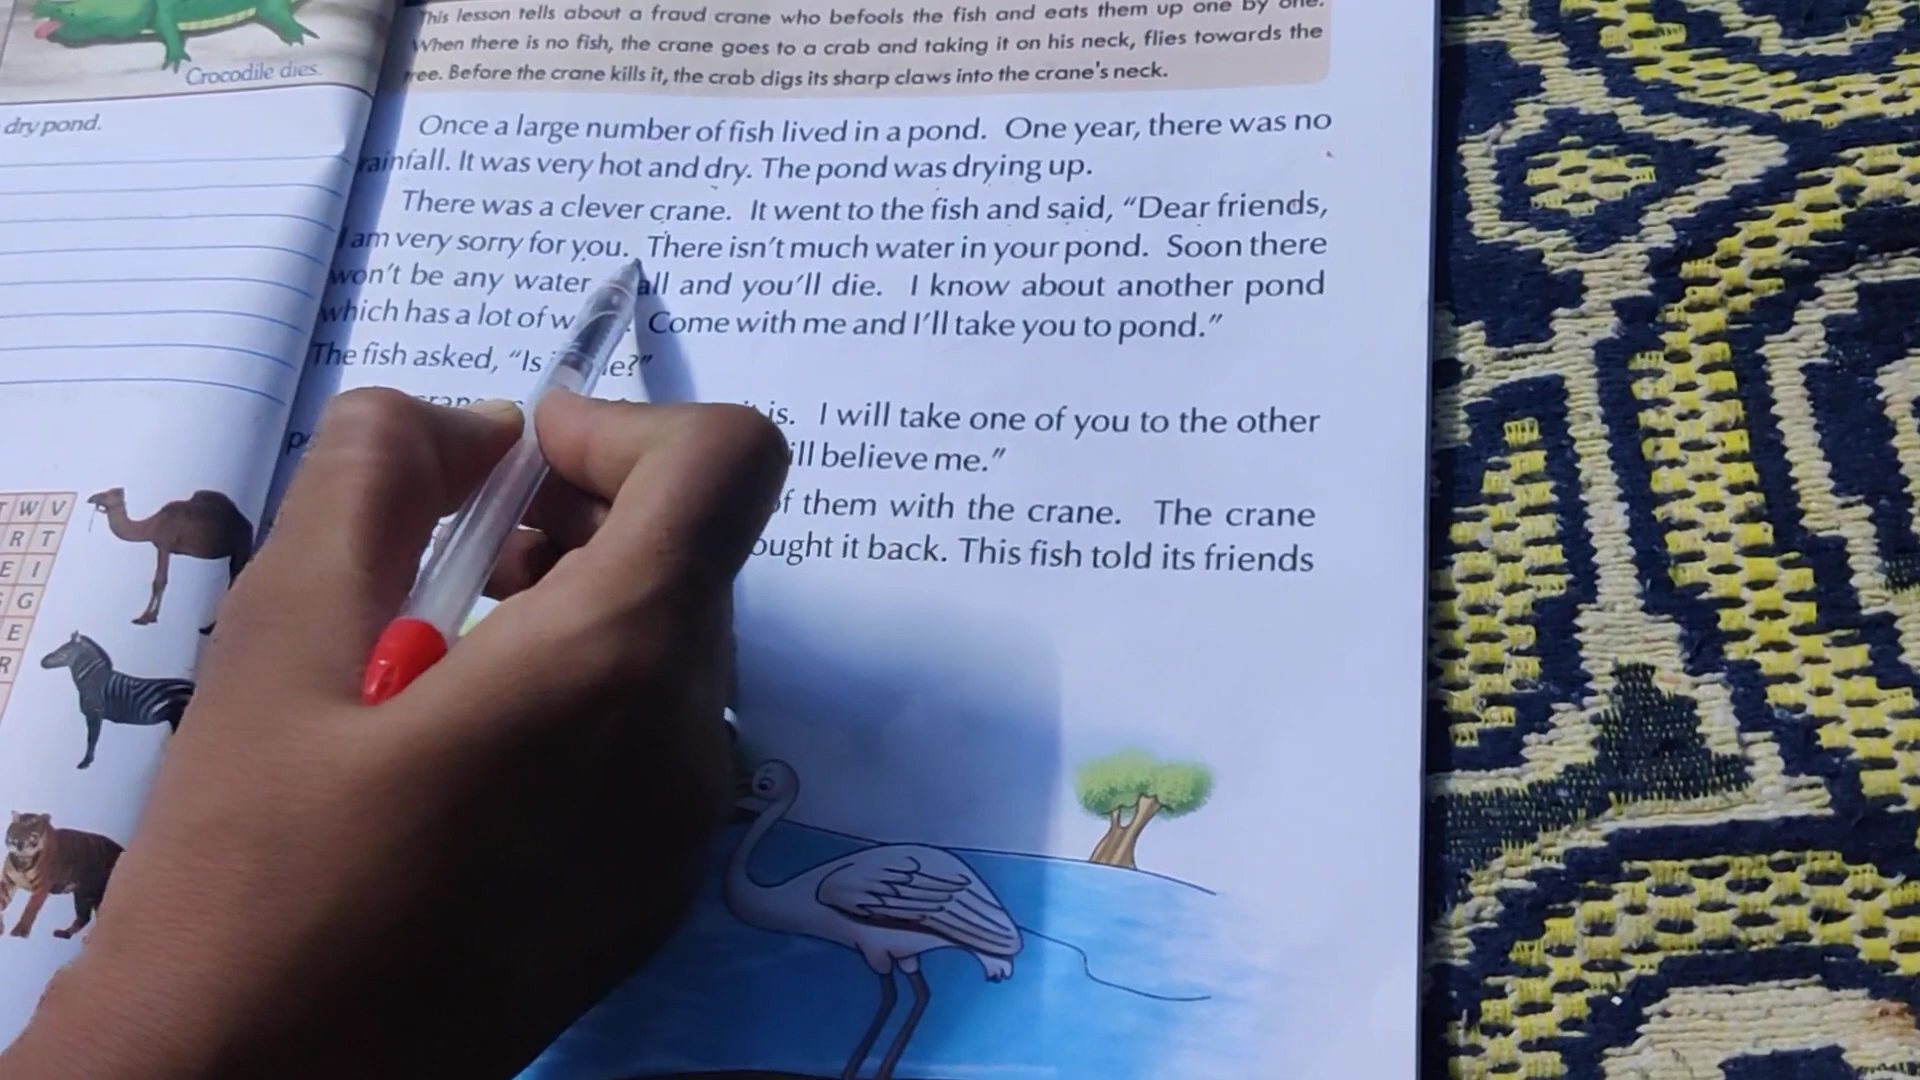 Crocodile dies.
dry pond.
W V
R T
E I
G
E
R
This lesson tells about a fraud crane who befools the fish and eats them up one by one.
When there is no fish, the crane goes to a crab and taking it on his neck, flies towards the
tree. Before the crane kills it, the crab digs its sharp claws into the crane's neck.
Once a large number of fish lived in a pond. One year, there was no
rainfall. It was very hot and dry. The pond was drying up.
There was a clever crane. It went to the fish and said, “Dear friends,
I am very sorry for you. There isn't much water in your pond. Soon there
won't be any water all and you'll die. I know about another pond
which has a lot of Come with me and I'll take you to pond.”
The fish asked, “Is
is. I will take one of you to the other
believe me.”
of them with the crane. The crane
it back. This fish told its friends